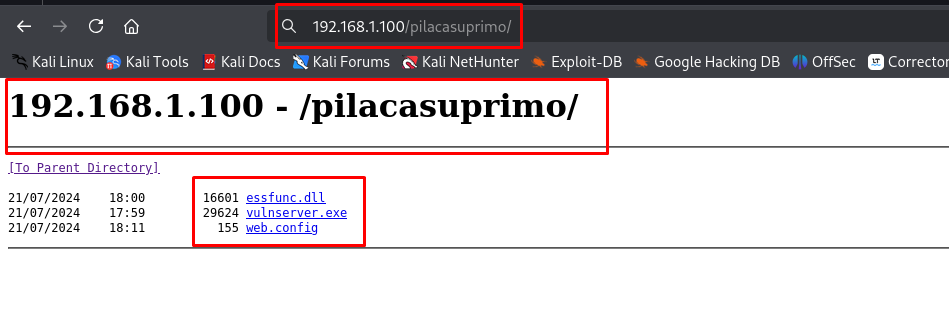 192.168.1.100/pilacasuprimo/
Kali Linux Kali Tools Kali Docs Kali Forums Kali NetHunter Exploit-DB Google Hacking DB OffSec LT Corrector
192.168.1.100 - /pilacasuprimo/
[To Parent Directory]
21/07/2024 18:00 16601 essfunc.dll
21/07/2024 17:59 29624 vulnserver.exe
21/07/2024 18:11 155 web.config